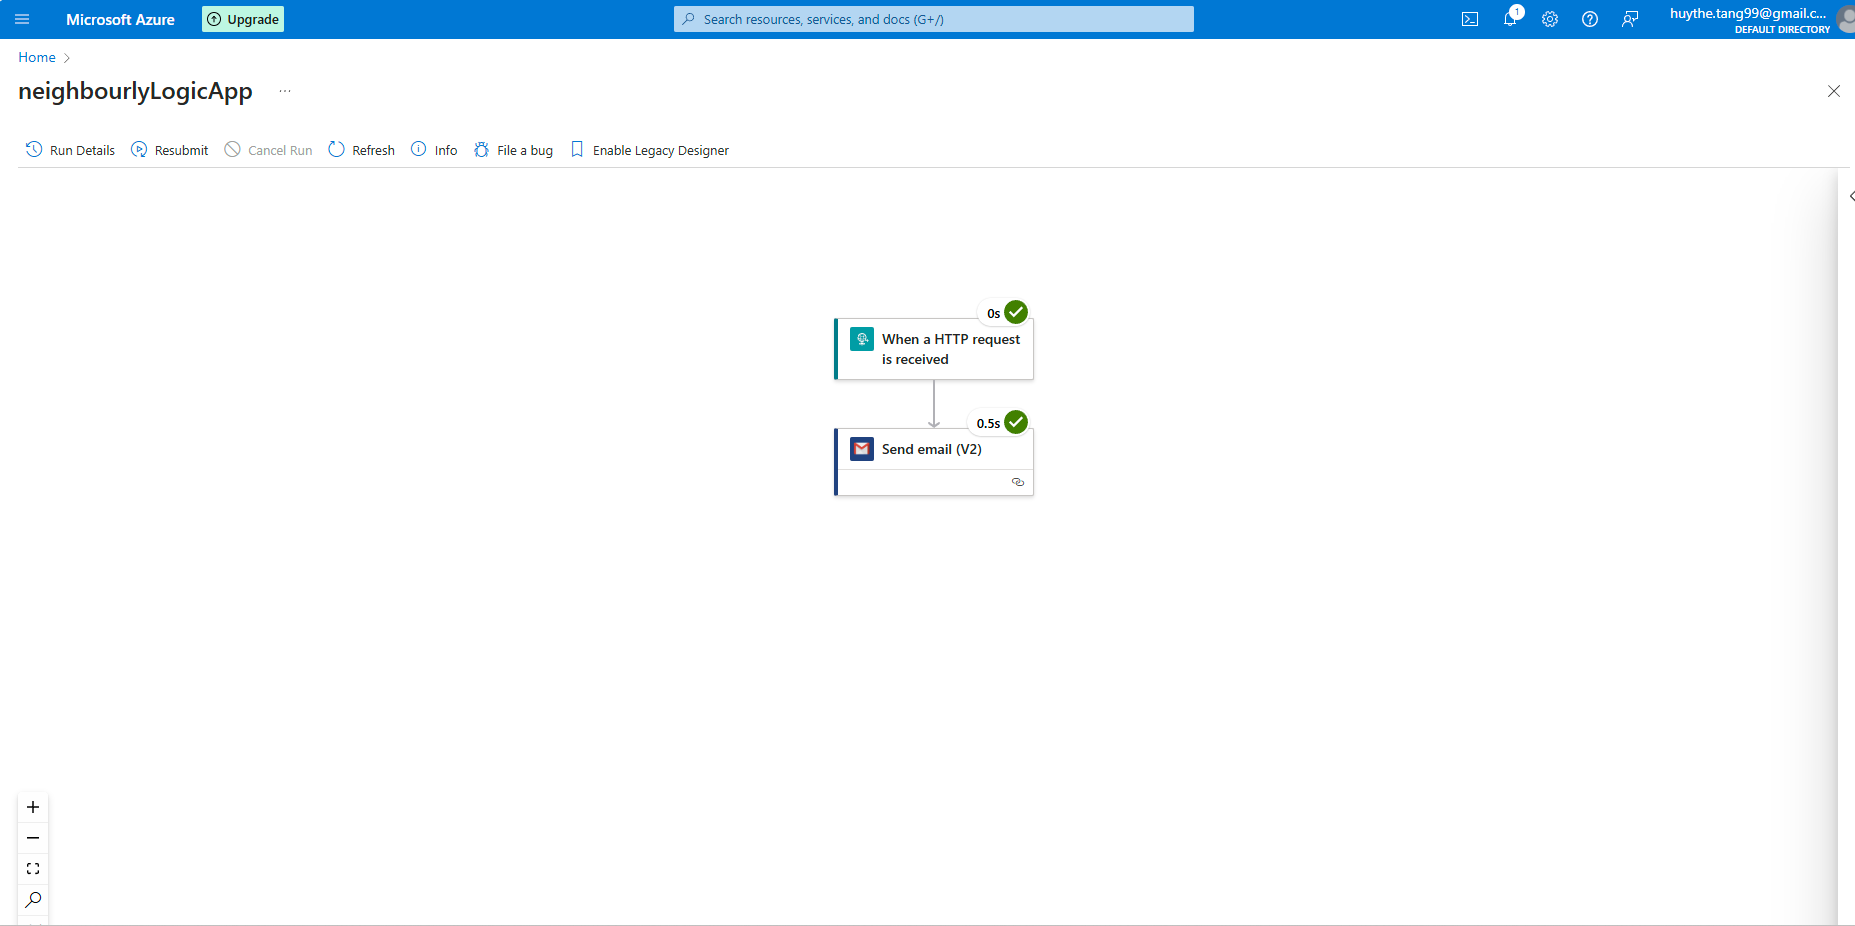 Microsoft Azure
Upgrade
Search resources, services, and docs (G+/)
1
huythe.tang99@gmail.c...
DEFAULT DIRECTORY
Home
neighbourlyLogicApp
...
Run Details
Resubmit
Cancel Run
Refresh
Info
File a bug
Enable Legacy Designer
0s
When a HTTP request
is received
0.5s
Send email (V2)